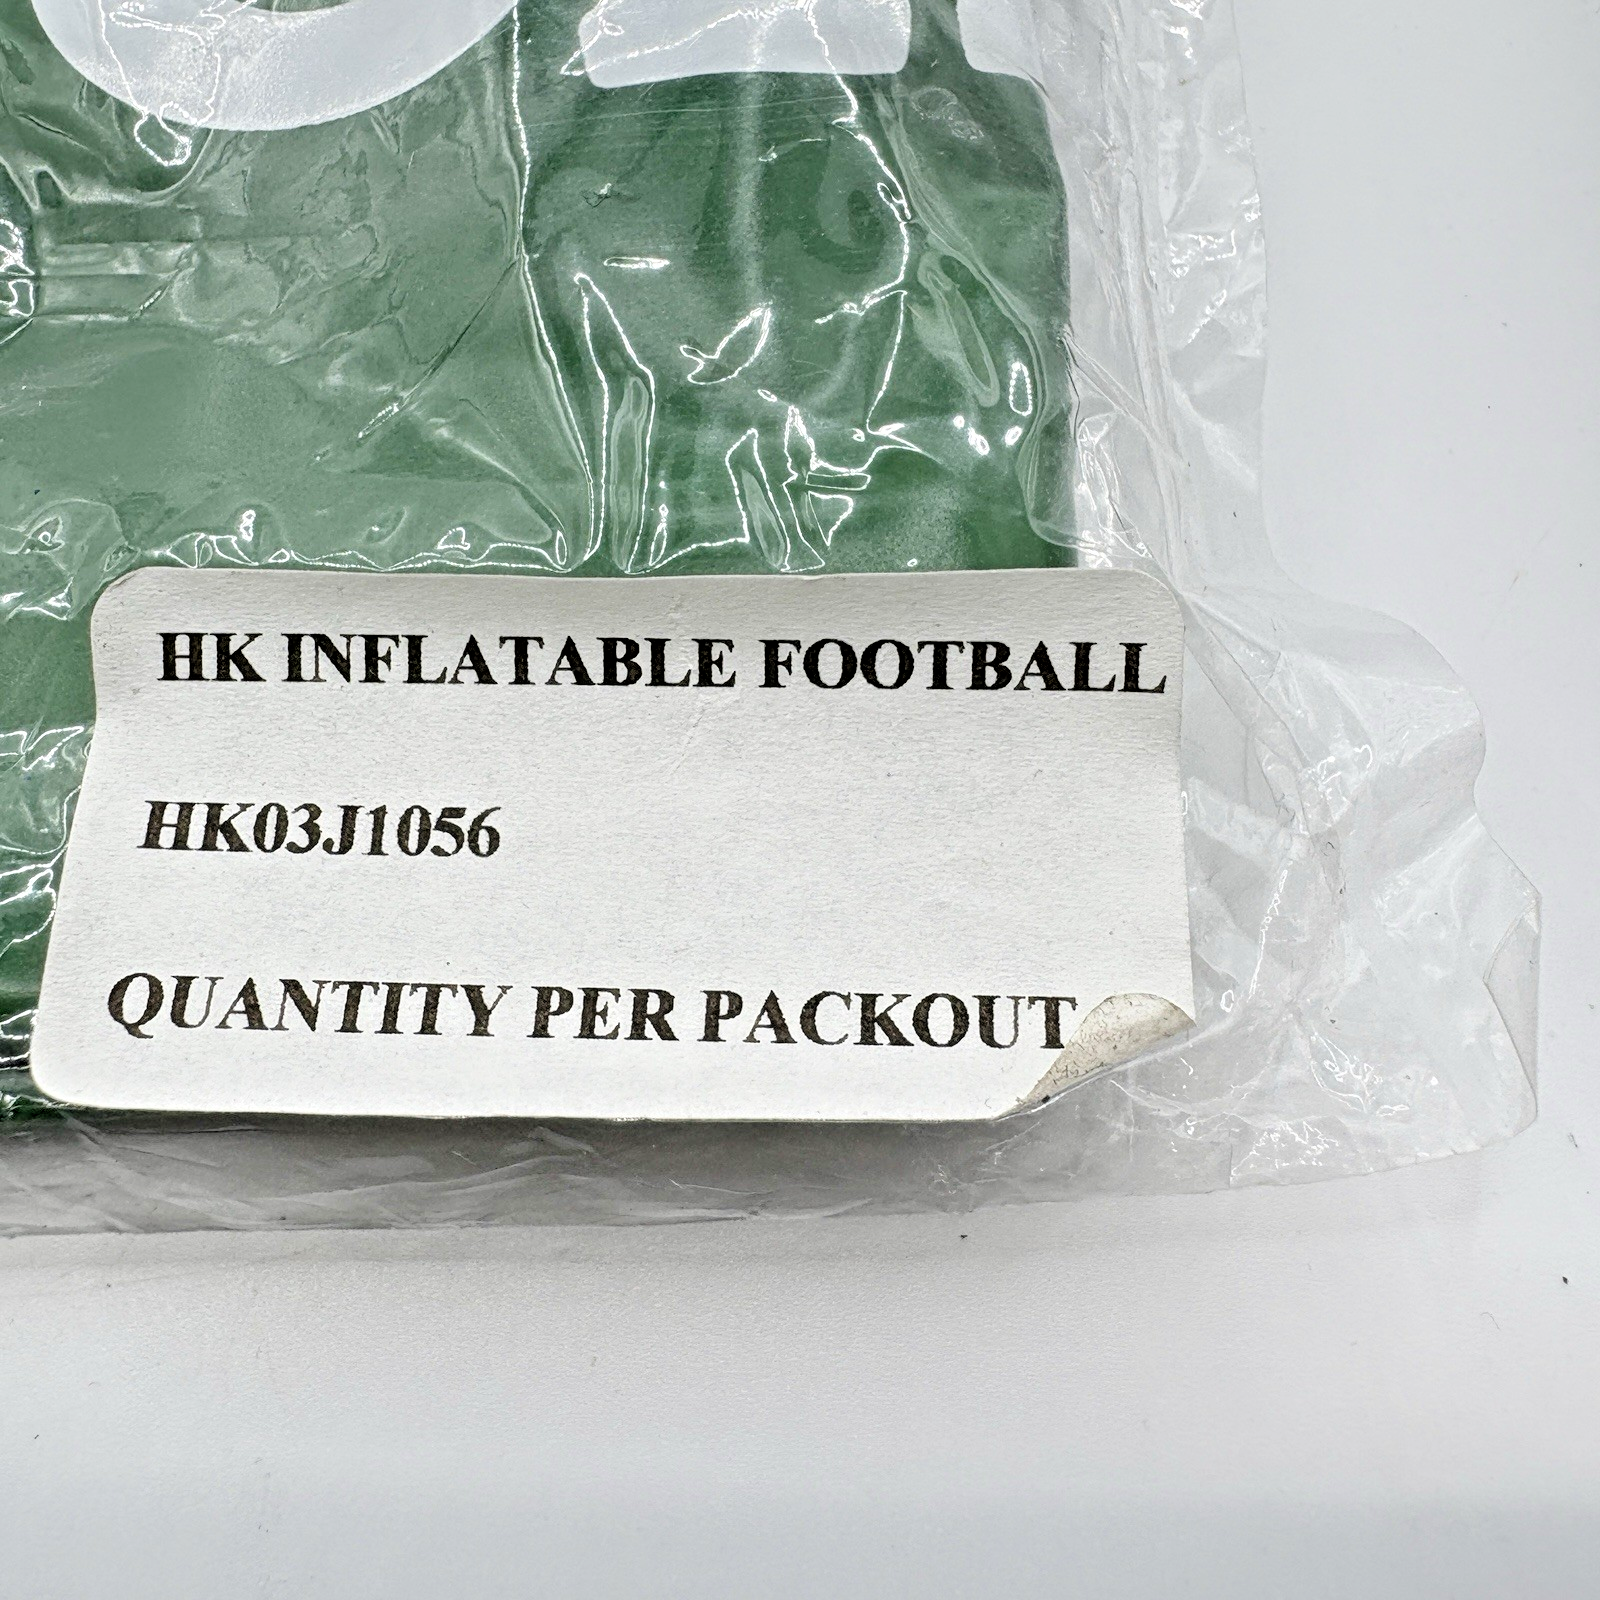 HK INFLATABLE FOOTBALL
HK03J1056
QUANTITY PER PACKOUT